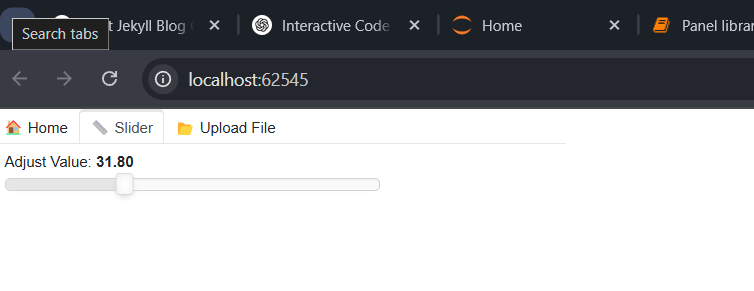 Search tabs
t Jekyll Blog
Interactive Code
Home
Panel librar
localhost:62545
Home
Slider
Upload File
Adjust Value: 31.80